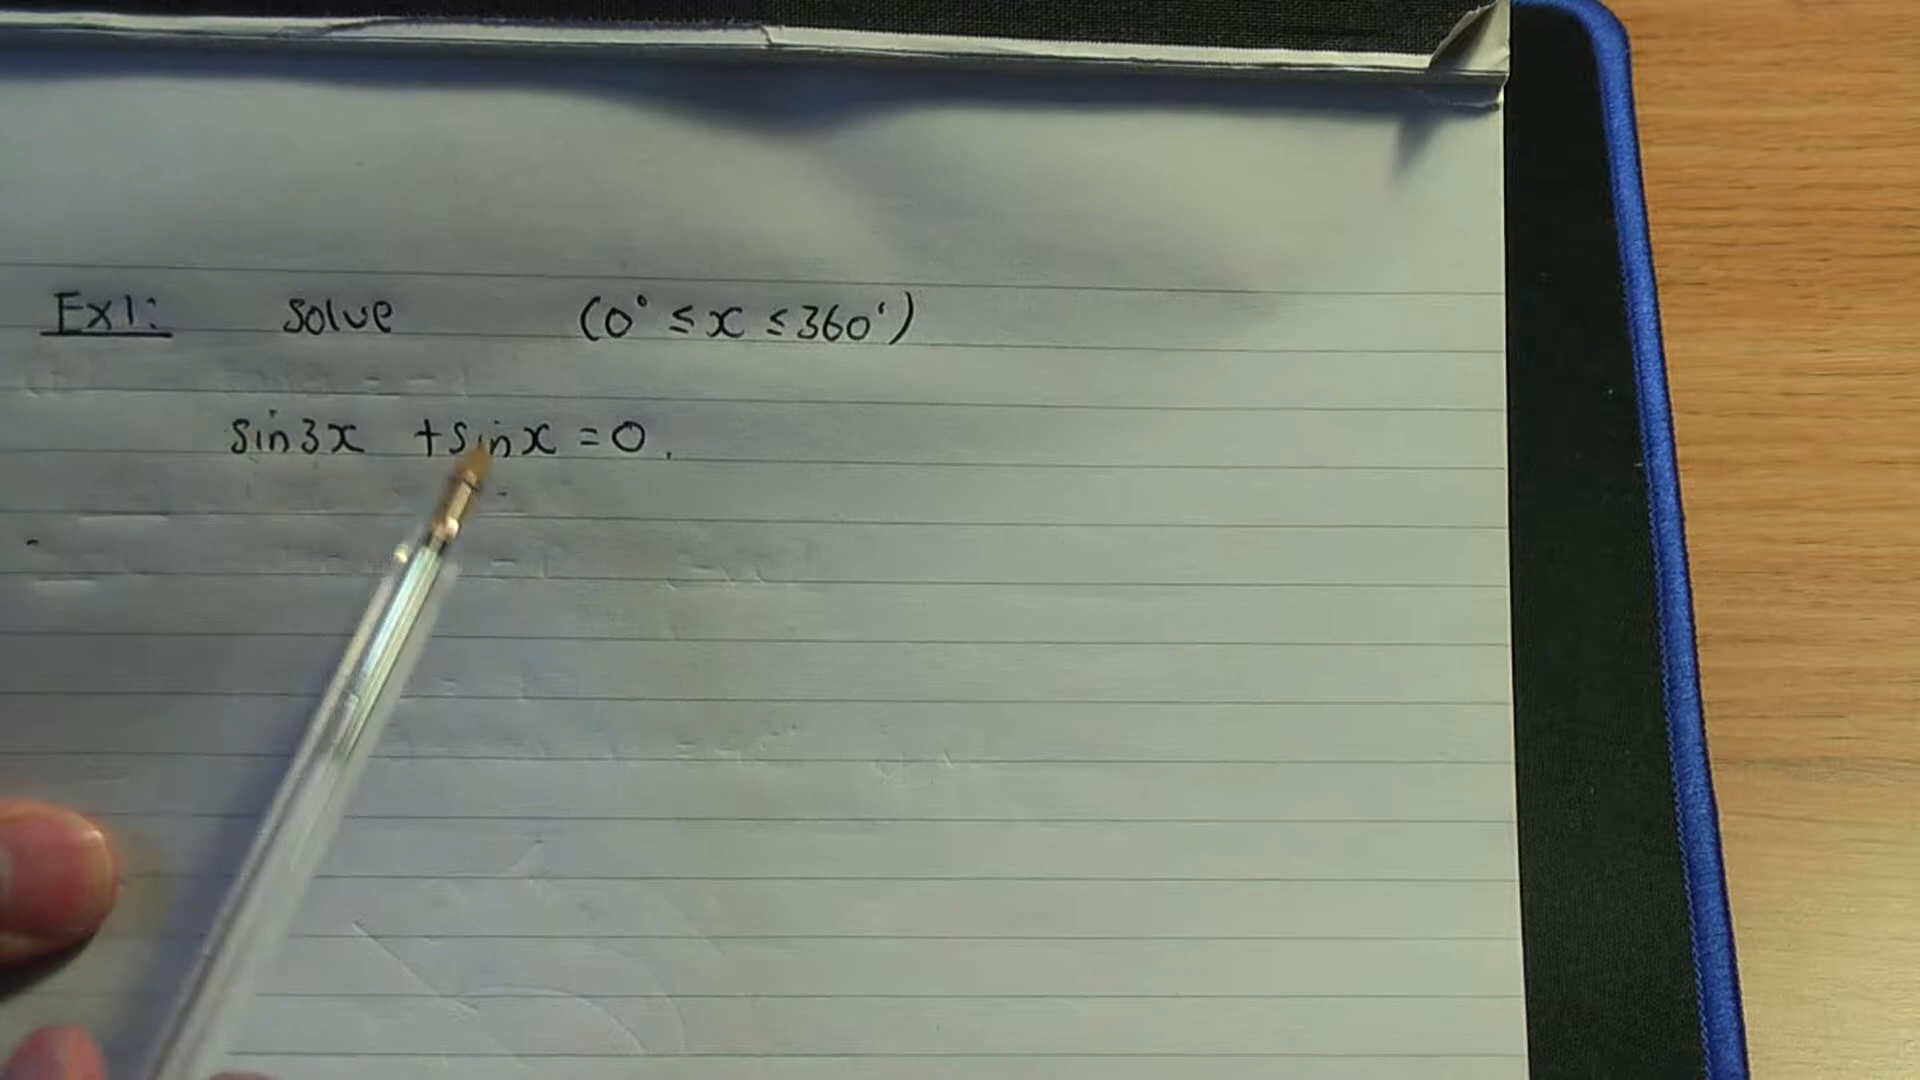 Ex1: solve (0° ≤ x ≤ 360°)
sin3x + sinx = 0.